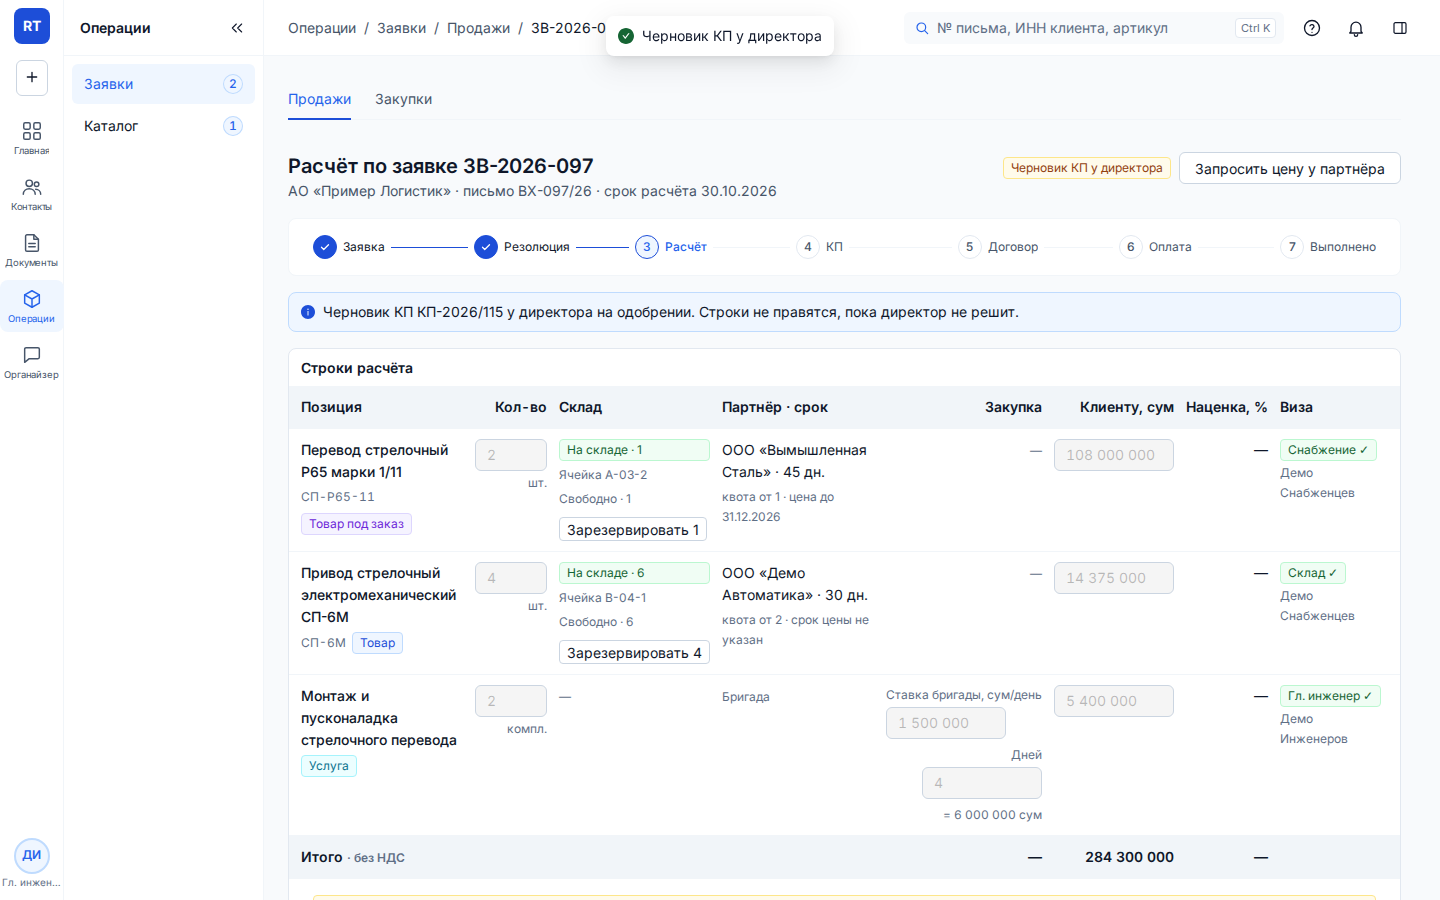 RT
Операции
Операции / Заявки / Продажи / ЗВ-2026-0
Черновик КП у директора
№ письма, ИНН клиента, артикул
Ctrl K
Главная
Контакты
Документы
Операции
Органайзер
ДИ
Гл. инжен...
Заявки 2
Каталог 1
Продажи Закупки
Расчёт по заявке ЗВ-2026-097
АО «Пример Логистик» · письмо ВХ-097/26 · срок расчёта 30.10.2026
Черновик КП у директора
Запросить цену у партнёра
Заявка
Резолюция
3 Расчёт
4 КП
5 Договор
6 Оплата
7 Выполнено
Черновик КП КП-2026/115 у директора на одобрении. Строки не правятся, пока директор не решит.
Строки расчёта
Позиция Кол-во Склад Партнёр · срок Закупка Клиенту, сум Наценка, % Виза
Перевод стрелочный
Р65 марки 1/11
СП-Р65-11
Товар под заказ
2
шт.
На складе · 1
Ячейка А-03-2
Свободно · 1
Зарезервировать 1
ООО «Вымышленная
Сталь» · 45 дн.
квота от 1 · цена до
31.12.2026
—
108 000 000
—
Снабжение ✓
Демо
Снабженцев
Привод стрелочный
электромеханический
СП-6М
СП-6М Товар
4
шт.
На складе · 6
Ячейка В-04-1
Свободно · 6
Зарезервировать 4
ООО «Демо
Автоматика» · 30 дн.
квота от 2 · срок цены не
указан
—
14 375 000
—
Склад ✓
Демо
Снабженцев
Монтаж и
пусконаладка
стрелочного перевода
Услуга
2
компл.
—
Бригада
Ставка бригады, сум/день
1 500 000
Дней
4
= 6 000 000 сум
5 400 000
—
Гл. инженер ✓
Демо
Инженеров
Итого · без НДС — 284 300 000 —